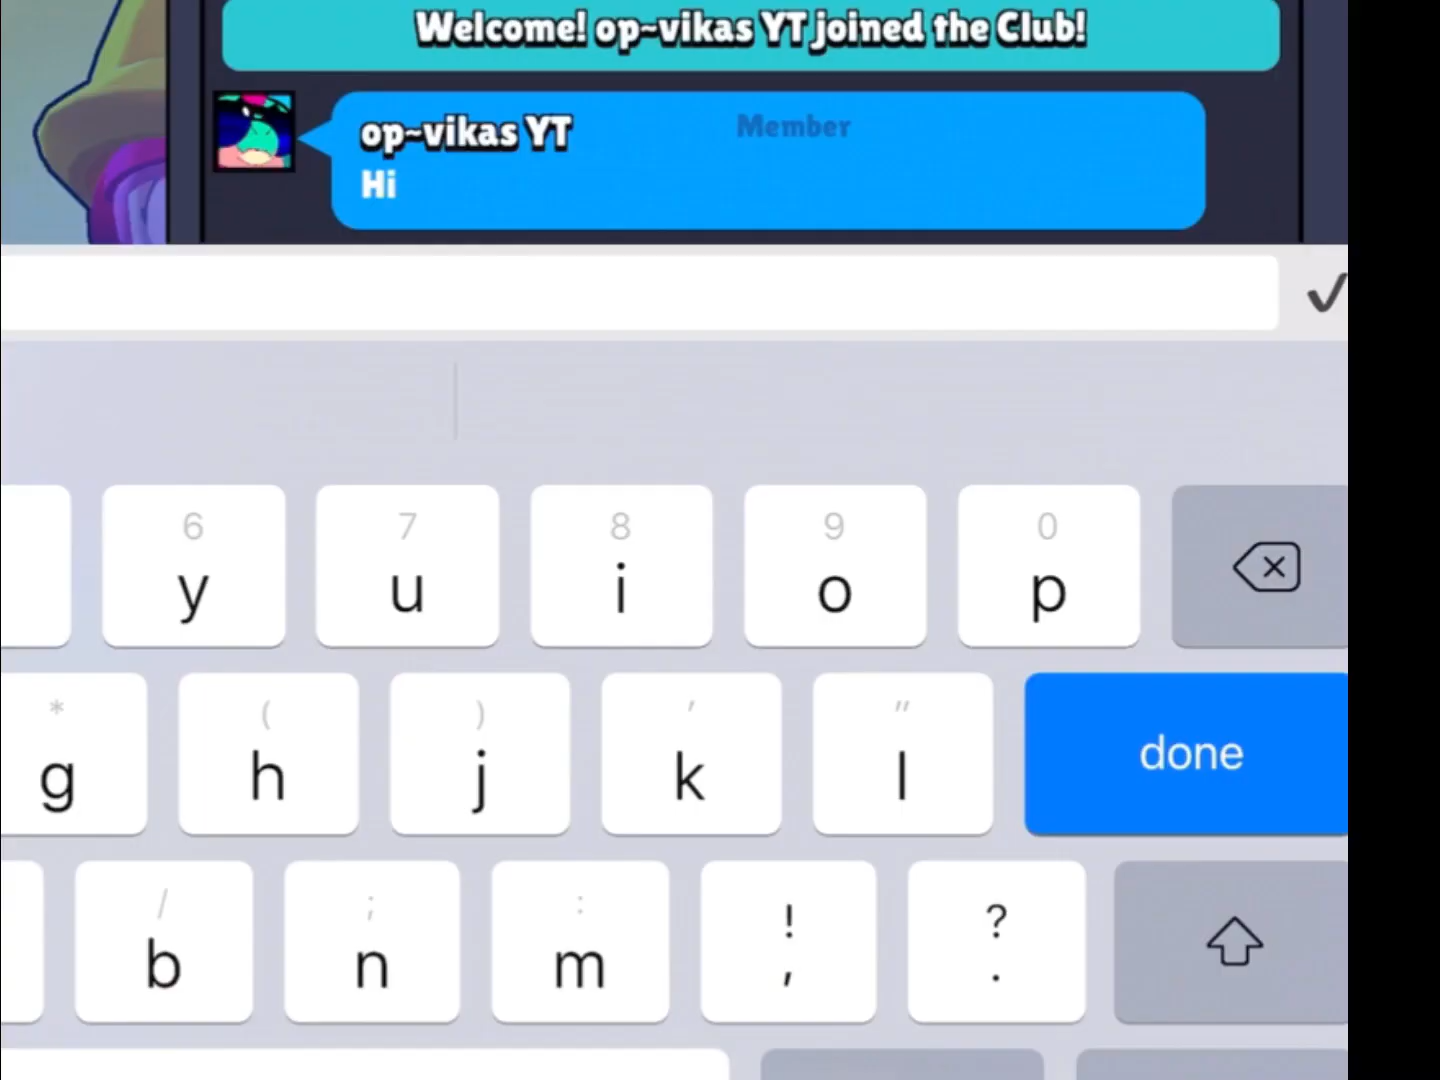 Welcome! op~vikas YT joined the Club!
op~vikas YT Member
Hi
6 7 8 9 0
y u i o p
* ( ) ' "
g h j k l done
/ ; : ! ?
b n m , .